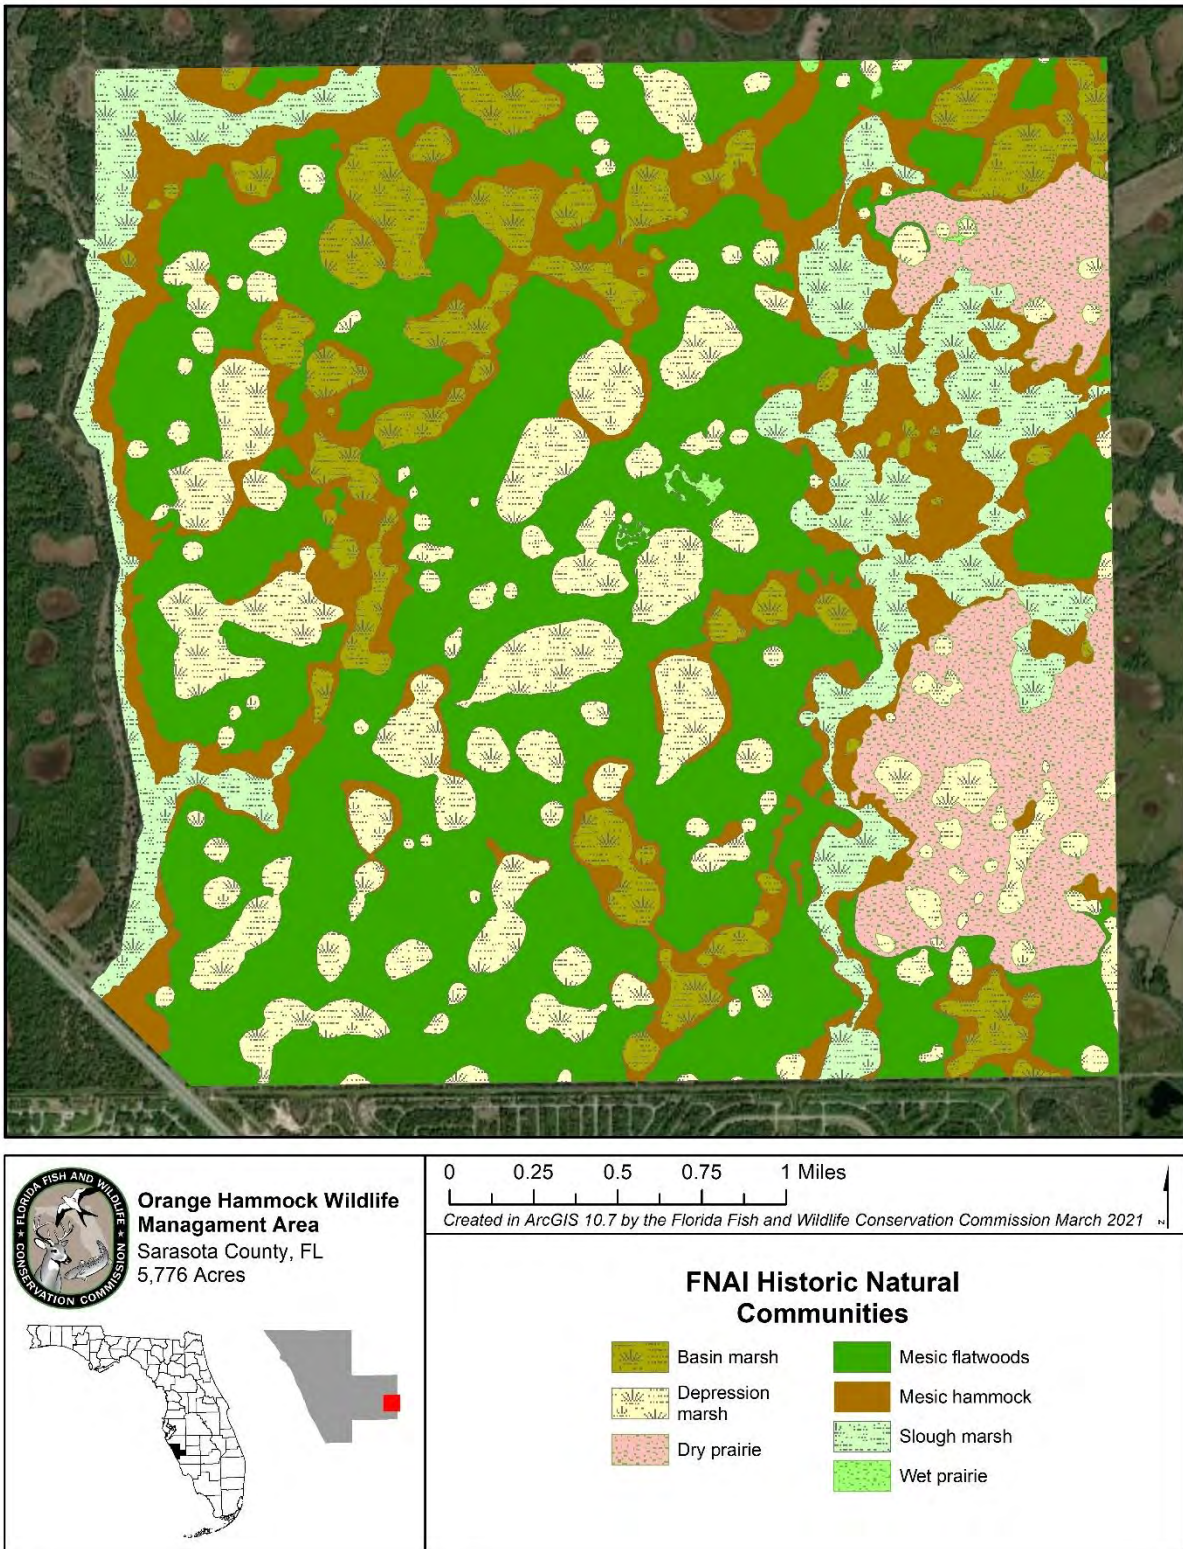 FLORIDA FISH AND WILDLIFE
CONSERVATION COMMISSION
Orange Hammock Wildlife
Managament Area
Sarasota County, FL
5,776 Acres
0 0.25 0.5 0.75 1 Miles
Created in ArcGIS 10.7 by the Florida Fish and Wildlife Conservation Commission March 2021
N
FNAI Historic Natural
Communities
Basin marsh
Depression
marsh
Dry prairie
Mesic flatwoods
Mesic hammock
Slough marsh
Wet prairie